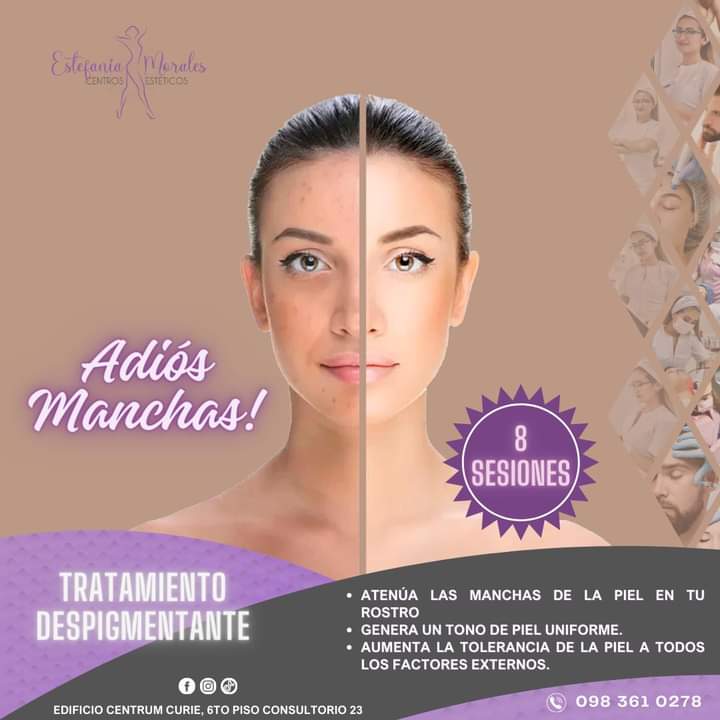 Estefanía Morales
CENTROS ESTÉTICOS
Adiós
Manchas!
8
SESIONES
TRATAMIENTO
DESPIGMENTANTE
• ATENÚA LAS MANCHAS DE LA PIEL EN TU
ROSTRO
• GENERA UN TONO DE PIEL UNIFORME.
• AUMENTA LA TOLERANCIA DE LA PIEL A TODOS
LOS FACTORES EXTERNOS.
EDIFICIO CENTRUM CURIE, 6TO PISO CONSULTORIO 23
098 361 0278